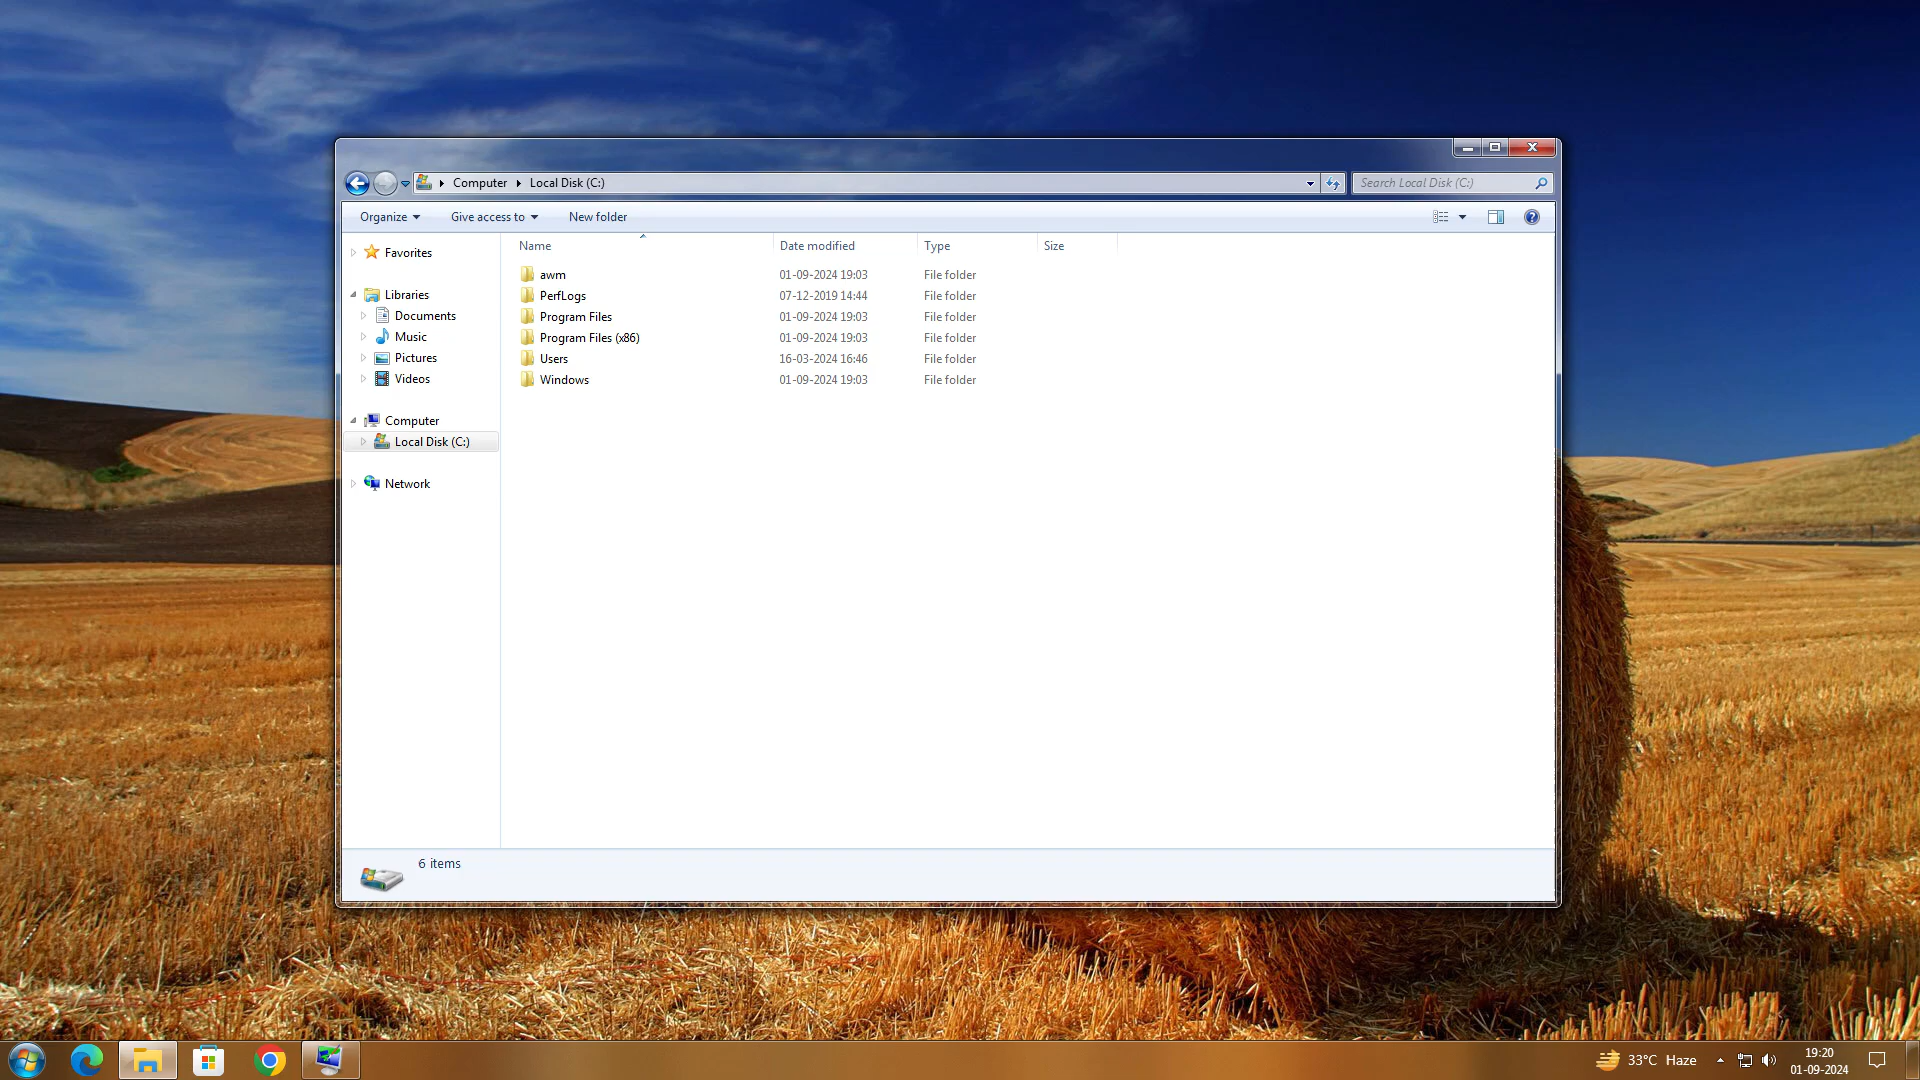 Computer
Local Disk (C:)
Search Local Disk (C:)
Organize
Give access to
New folder
Favorites
Libraries
Documents
Music
Pictures
Videos
Computer
Local Disk (C:)
Network
Name Date modified Type Size
awm 01-09-2024 19:03 File folder
PerfLogs 07-12-2019 14:44 File folder
Program Files 01-09-2024 19:03 File folder
Program Files (x86) 01-09-2024 19:03 File folder
Users 16-03-2024 16:46 File folder
Windows 01-09-2024 19:03 File folder
6 items
33°C Haze
19:20
01-09-2024